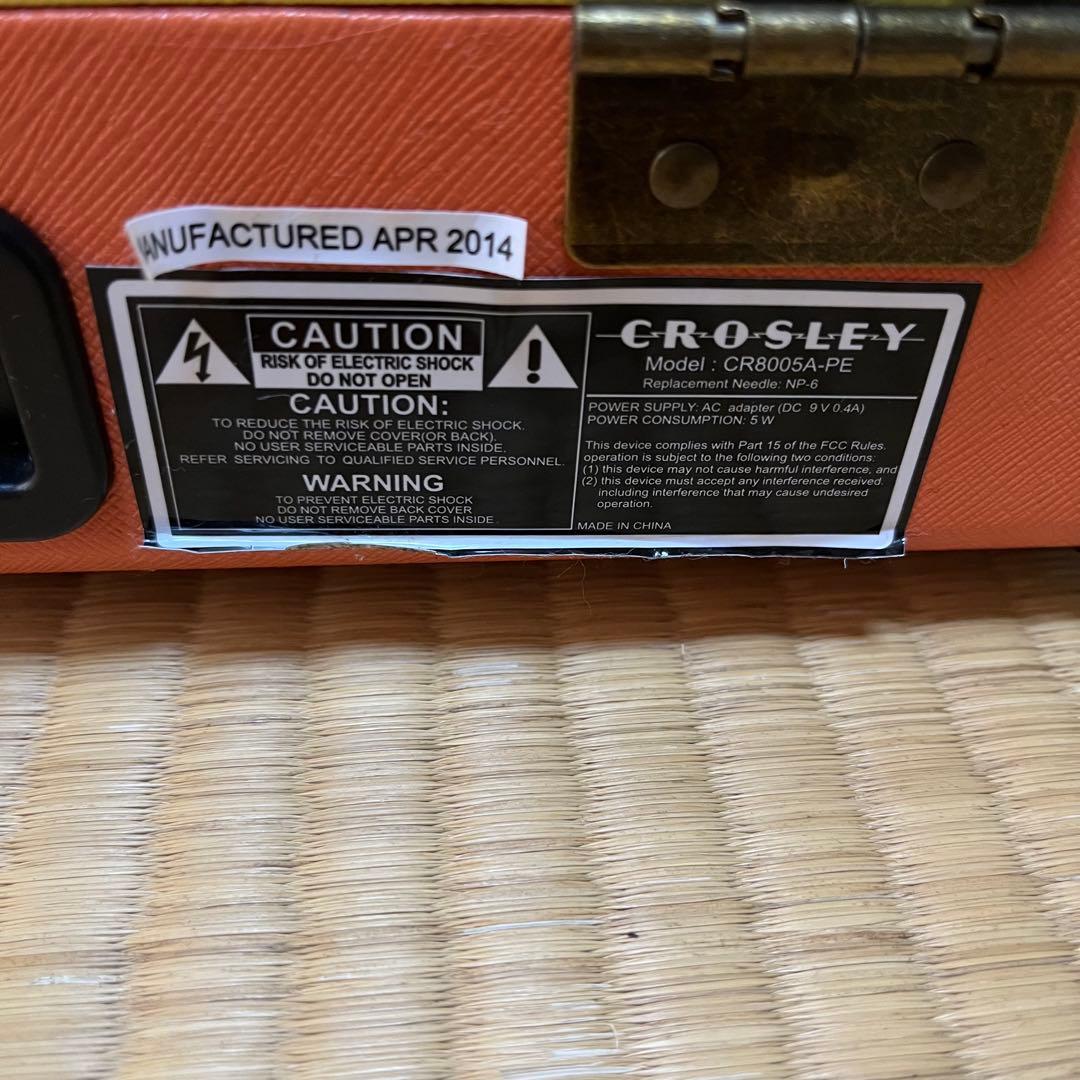 MANUFACTURED APR 2014
CAUTION
RISK OF ELECTRIC SHOCK
DO NOT OPEN
CAUTION:
TO REDUCE THE RISK OF ELECTRIC SHOCK.
DO NOT REMOVE COVER(OR BACK).
NO USER SERVICEABLE PARTS INSIDE.
REFER SERVICING TO QUALIFIED SERVICE PERSONNEL.
WARNING
TO PREVENT ELECTRIC SHOCK
DO NOT REMOVE BACK COVER
NO USER SERVICEABLE PARTS INSIDE.
CROSLEY
Model : CR8005A-PE
Replacement Needle: NP-6
POWER SUPPLY: AC adapter (DC 9 V 0.4A)
POWER CONSUMPTION: 5 W
This device complies with Part 15 of the FCC Rules.
operation is subject to the following two conditions:
(1) this device may not cause harmful interference, and
(2) this device must accept any interference received.
including interference that may cause undesired
operation.
MADE IN CHINA